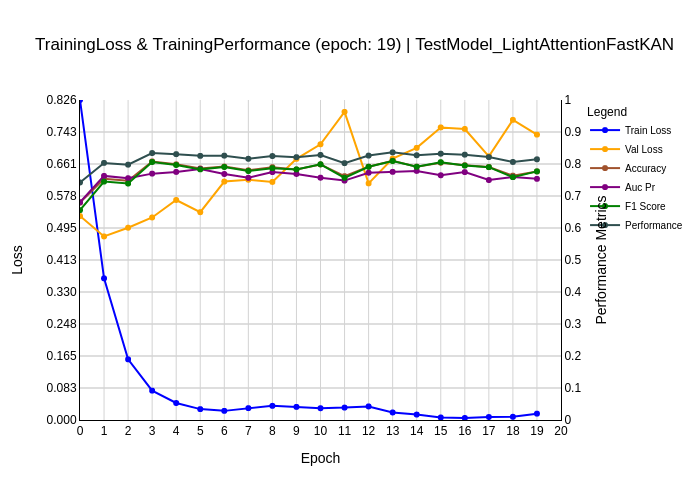 TrainingLoss & TrainingPerformance (epoch: 19) | TestModel_LightAttentionFastKAN
0.826
0.743
0.661
0.578
0.495
0.413
0.330
0.248
0.165
0.083
0.000
Loss
0 1 2 3 4 5 6 7 8 9 10 11 12 13 14 15 16 17 18 19 20
Epoch
1
0.9
0.8
0.7
0.6
0.5
0.4
0.3
0.2
0.1
0
Performance Metrics
Legend
Train Loss
Val Loss
Accuracy
Auc Pr
F1 Score
Performance